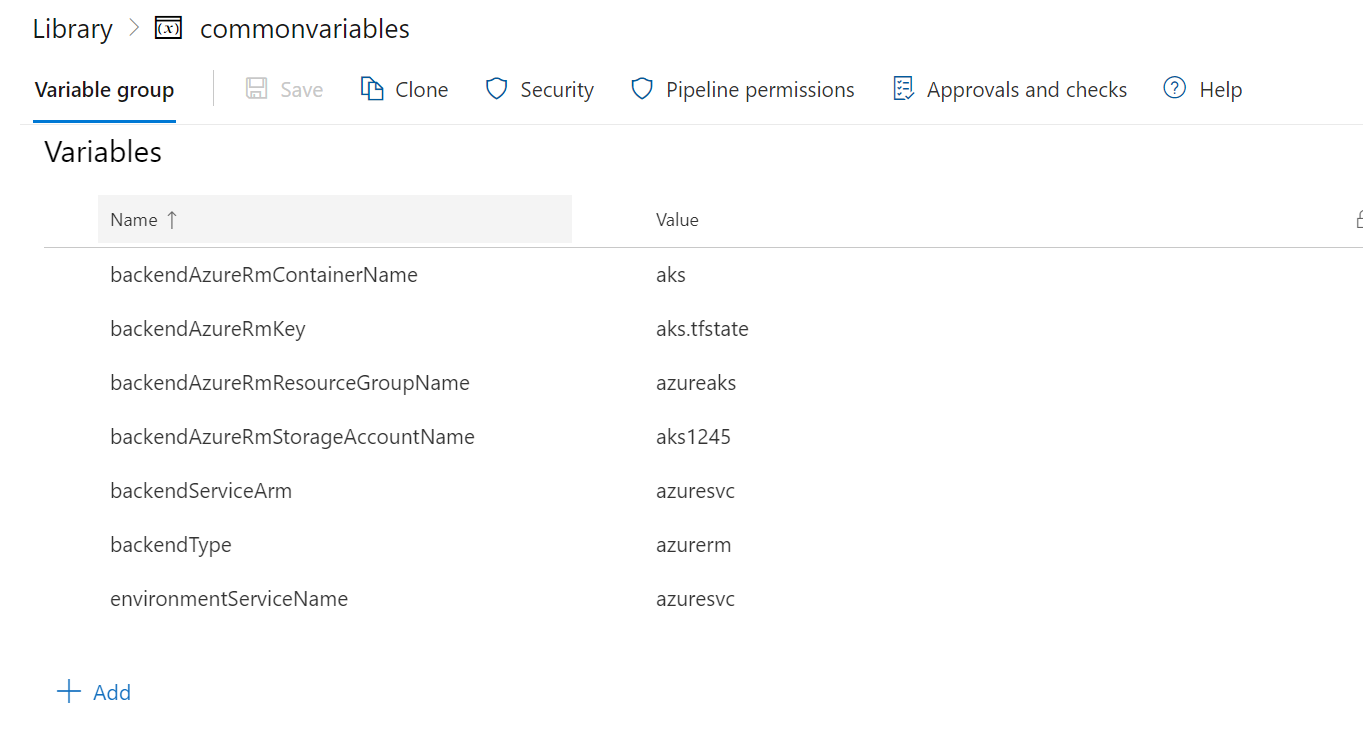 Library > (x) commonvariables
Variable group Save Clone Security Pipeline permissions Approvals and checks Help
Variables
Name ↑ Value
backendAzureRmContainerName aks
backendAzureRmKey aks.tfstate
backendAzureRmResourceGroupName azureaks
backendAzureRmStorageAccountName aks1245
backendServiceArm azuresvc
backendType azurerm
environmentServiceName azuresvc
+ Add